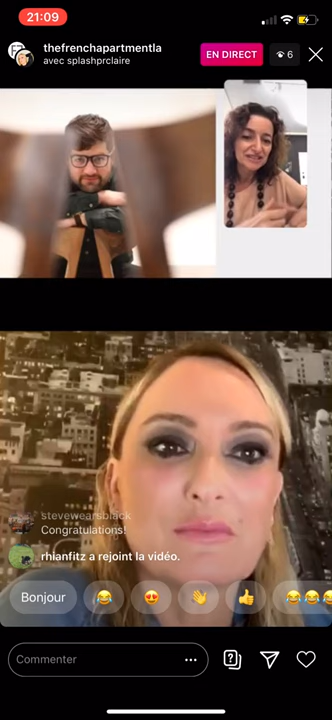 21:09
thefrenchapartmentla
avec splashprclaire
EN DIRECT
6
stevewearsblack
Congratulations!
rhianfitz a rejoint la vidéo.
Bonjour
Commenter